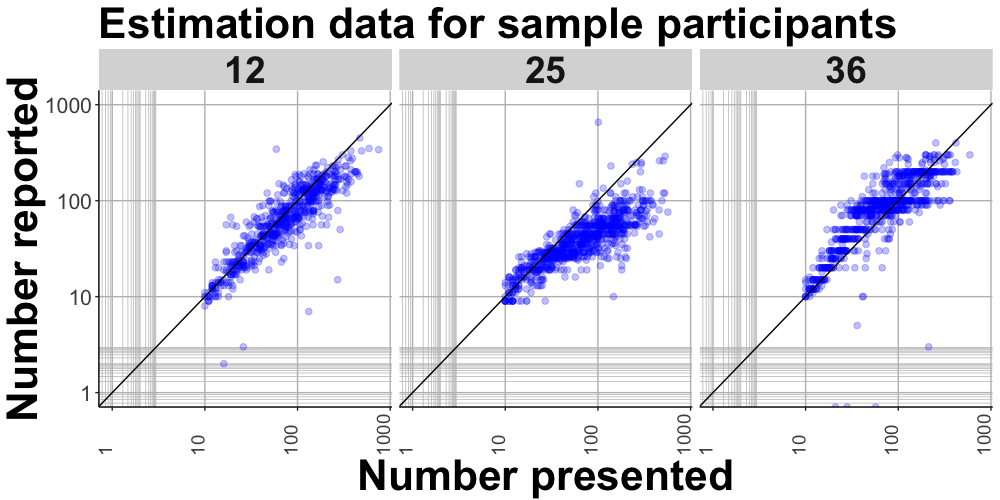 Estimation data for sample participants
12 25 36
Number reported
1000
100
10
1
1 10 100 1000 1 10 100 1000 1 10 100 1000
Number presented